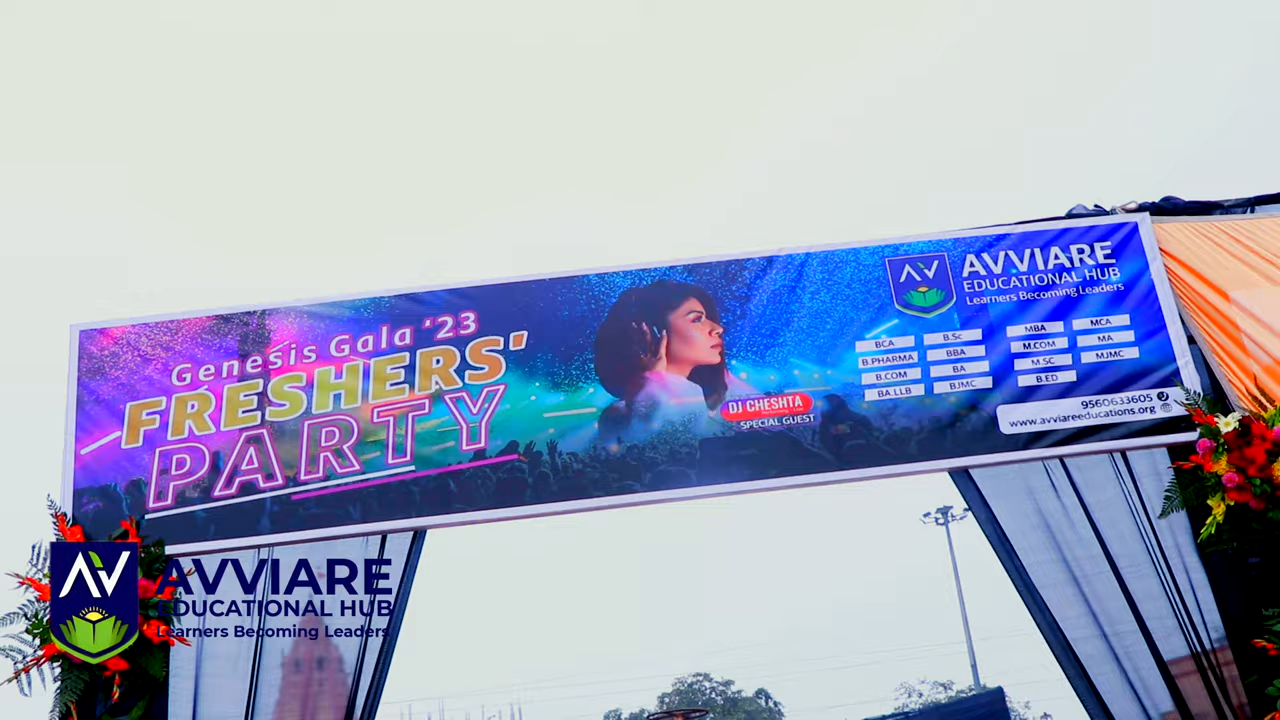 Genesis Gala '23
FRESHERS'
PARTY
DJ CHESHTA
SPECIAL GUEST
AV
AVVIARE
EDUCATIONAL HUB
Learners Becoming Leaders
BCA
B.Sc
MBA
MCA
B.PHARMA
BBA
M.COM
MA
B.COM
BA
M.SC
MJMC
BA.LLB
BJMC
B.ED
9560633605
www.avviareeducations.org
AV
AVVIARE
EDUCATIONAL HUB
Learners Becoming Leaders